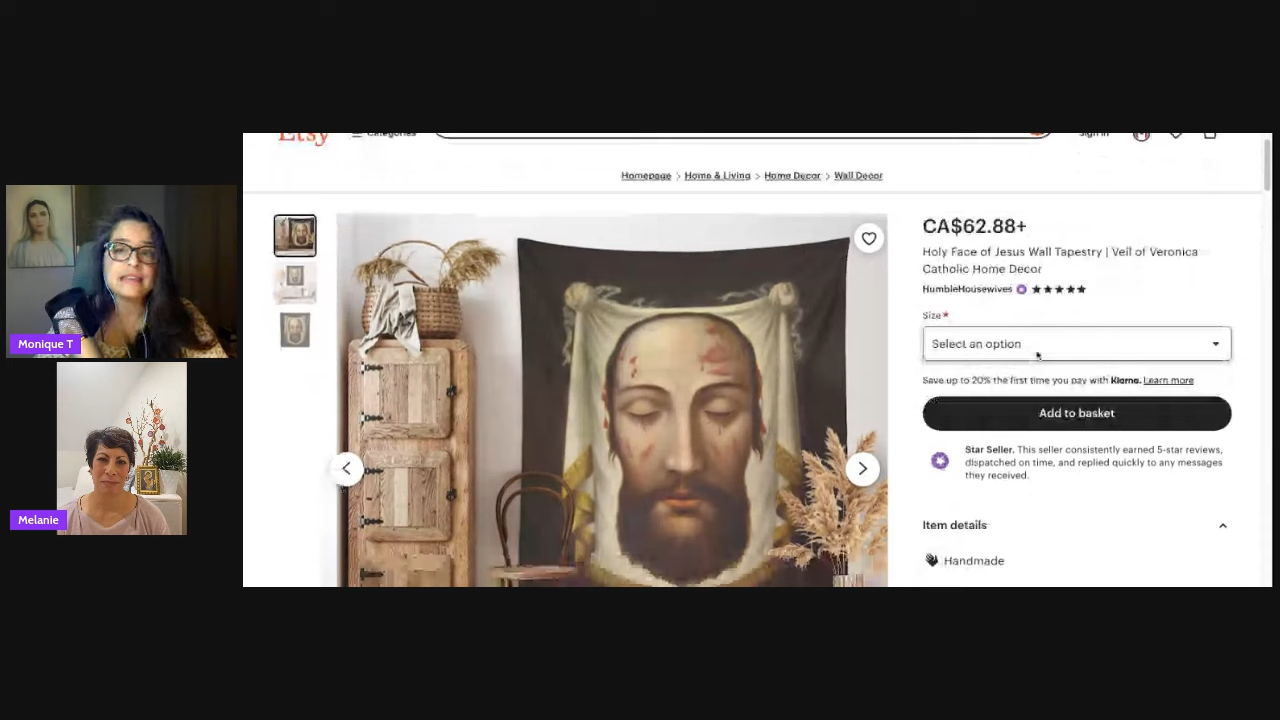 Etsy
Categories
Sign in
Homepage > Home & Living > Home Decor > Wall Decor
CA$62.88+
Holy Face of Jesus Wall Tapestry | Veil of Veronica
Catholic Home Decor
HumbleHousewives
Size*
Select an option
Save up to 20% the first time you pay with Klarna. Learn more
Add to basket
Star Seller. This seller consistently earned 5-star reviews,
dispatched on time, and replied quickly to any messages
they received.
Item details
Handmade
Monique T
Melanie